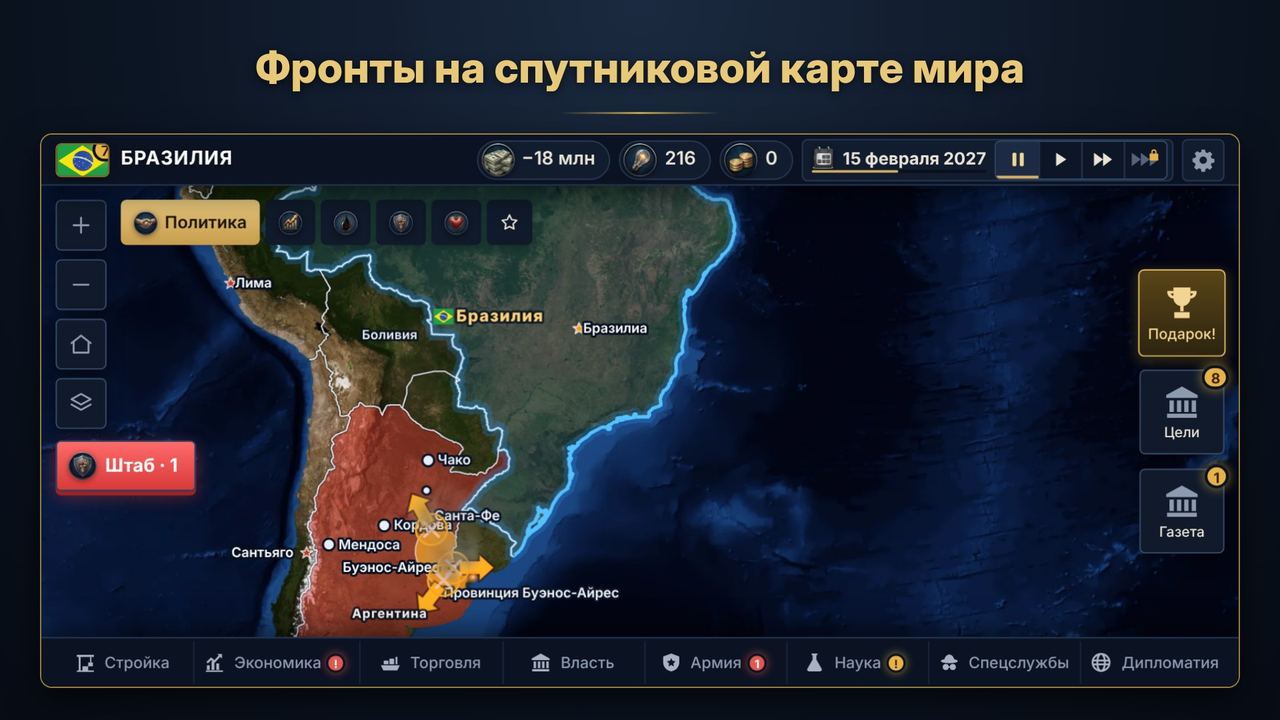 Фронты на спутниковой карте мира
7
БРАЗИЛИЯ
−18 млн
216
0
15 февраля 2027
Политика
Лима
Бразилия
Боливия
Бразилиа
Подарок!
8
Цели
Штаб · 1
Чако
1
Санта-Фе
Кордова
Газета
Мендоса
Сантьяго
Буэнос-Айрес
Провинция Буэнос-Айрес
Аргентина
Стройка
Экономика !
Торговля
Власть
Армия 1
Наука !
Спецслужбы
Дипломатия